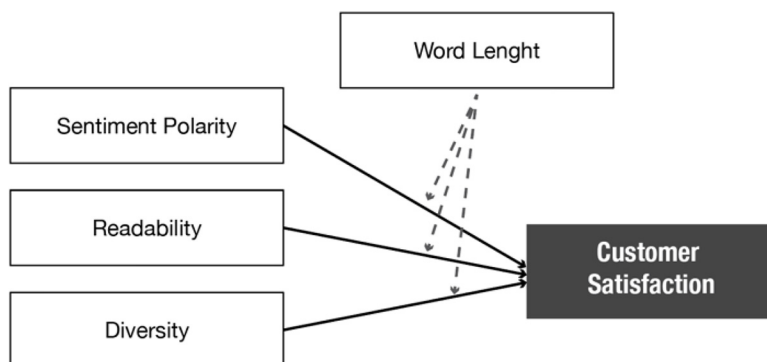 Word Lenght
Sentiment Polarity
Readability
Customer
Satisfaction
Diversity